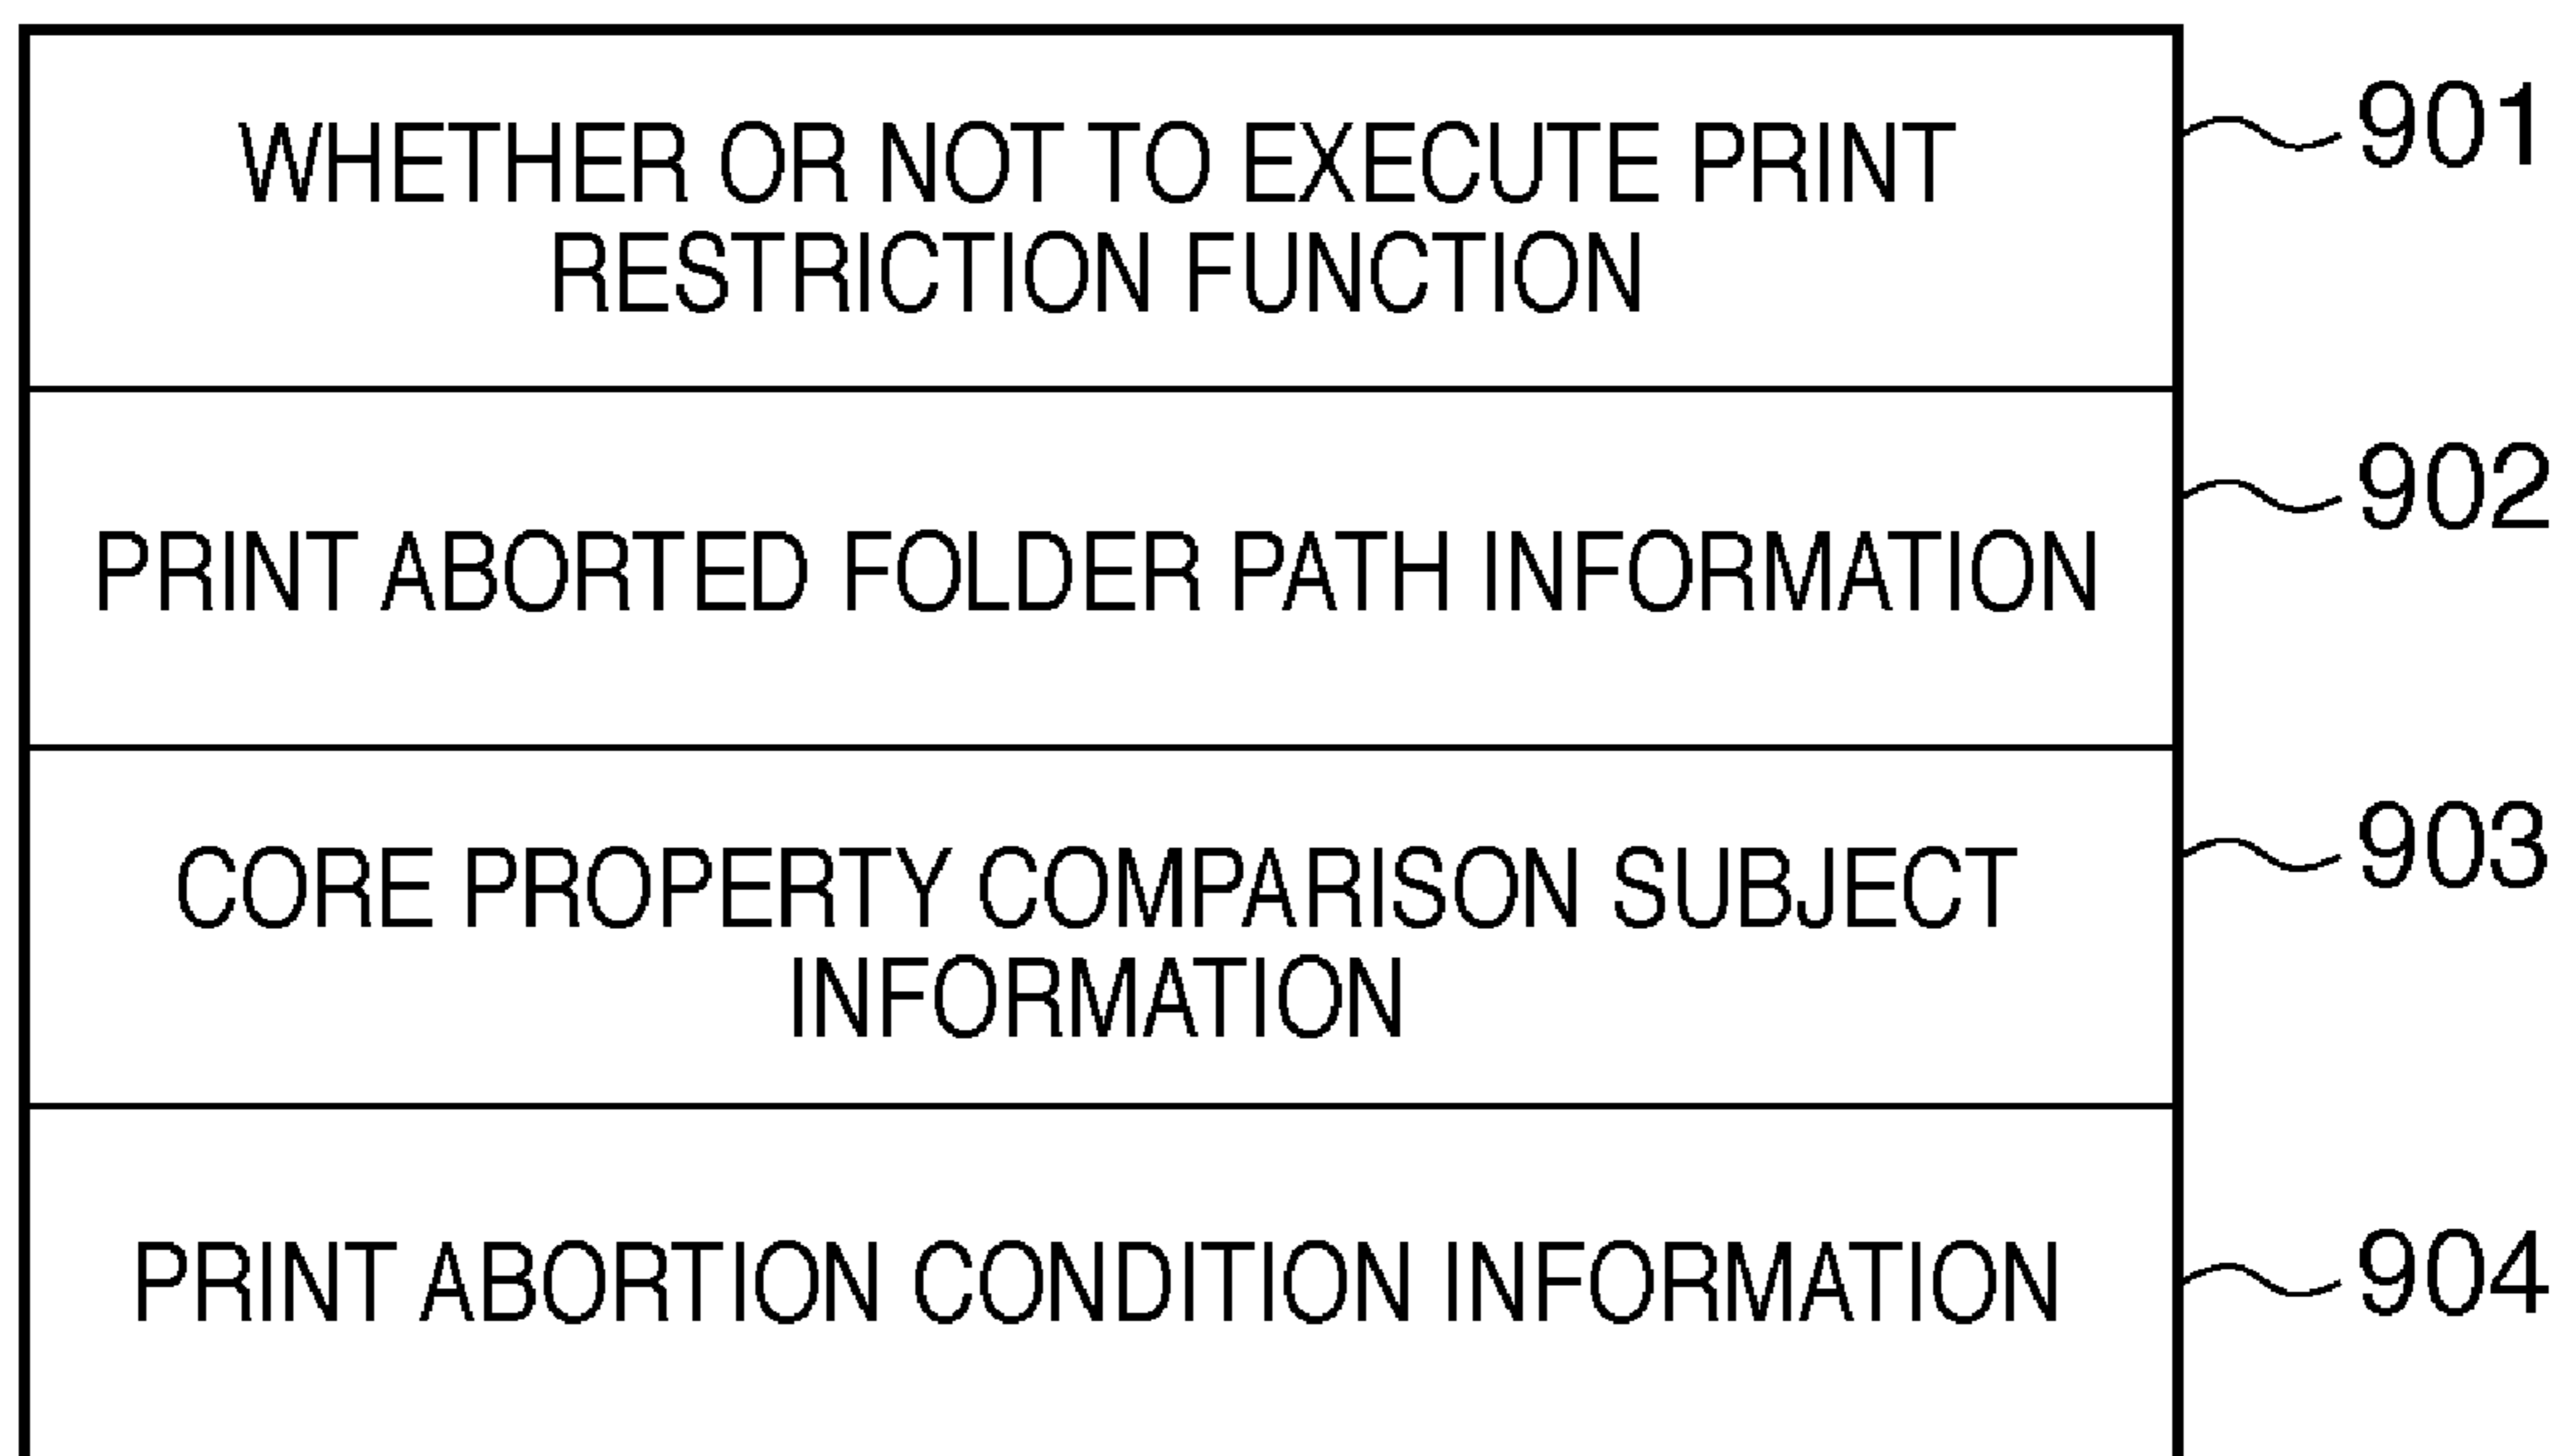 WHETHER OR NOT TO EXECUTE PRINT
RESTRICTION FUNCTION
901
PRINT ABORTED FOLDER PATH INFORMATION
902
CORE PROPERTY COMPARISON SUBJECT
INFORMATION
903
PRINT ABORTION CONDITION INFORMATION
904